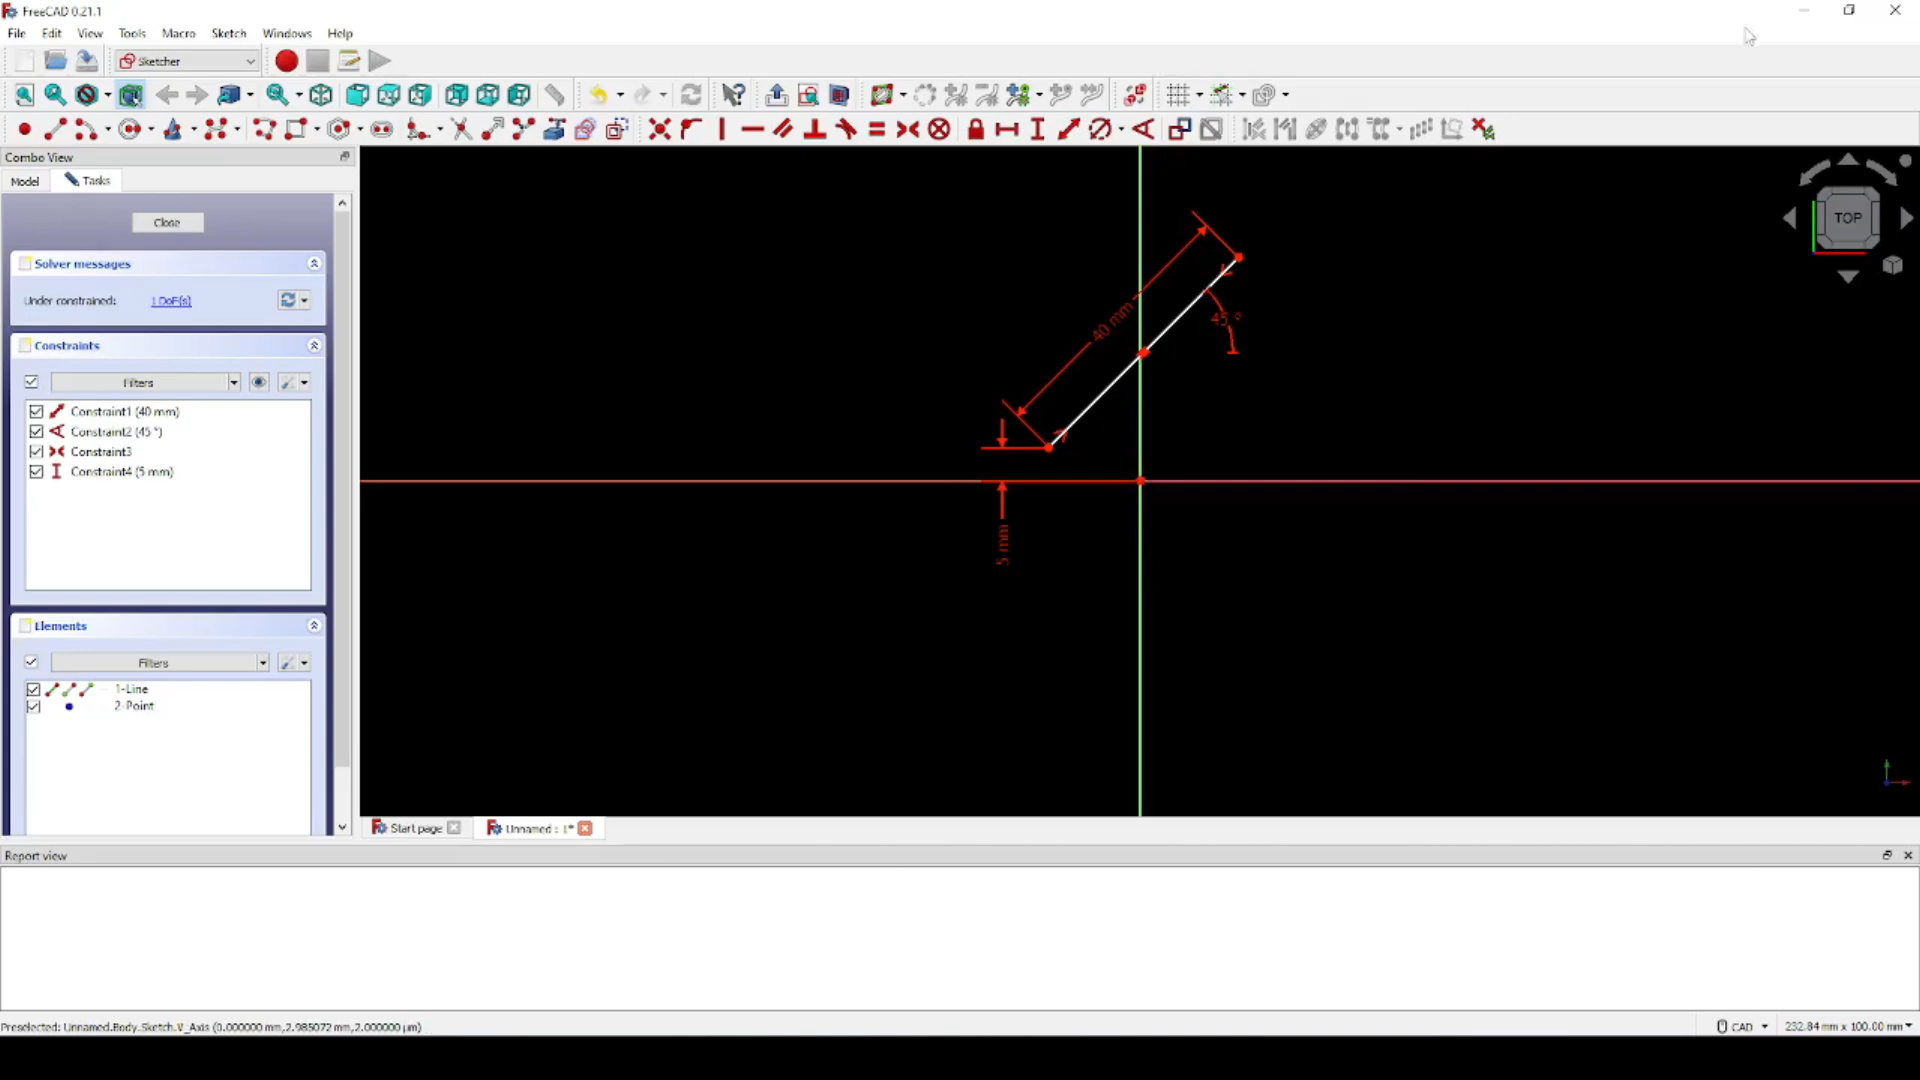 FreeCAD 0.21.1
File Edit View Tools Macro Sketch Windows Help
Sketcher
Combo View
Model Tasks
Close
Solver messages
Under constrained: 1 DoF(s)
Constraints
Filters
Constraint1 (40 mm)
Constraint2 (45 °)
Constraint3
Constraint4 (5 mm)
Elements
Filters
1-Line
2-Point
40 mm
45 °
5 mm
TOP
Start page
Unnamed : 1*
Report view
Preselected: Unnamed.Body.Sketch.V_Axis (0.000000 mm,2.985072 mm,2.000000 µm)
CAD
232.84 mm x 100.00 mm